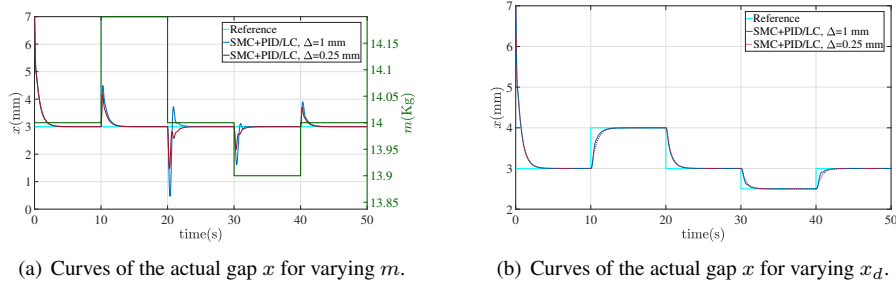 7
6
5
4
3
2
1
0
x(mm)
0
10
20
30
40
50
time(s)
14.15
14.1
14.05
14.0
13.95
13.9
13.85
m(Kg)
Reference
SMC+PID/LC, Δ=1 mm
SMC+PID/LC, Δ=0.25 mm
(a) Curves of the actual gap x for varying m.
7
6
5
4
3
2
x(mm)
0
10
20
30
40
50
time(s)
Reference
SMC+PID/LC, Δ=1 mm
SMC+PID/LC, Δ=0.25 mm
(b) Curves of the actual gap x for varying x_d.